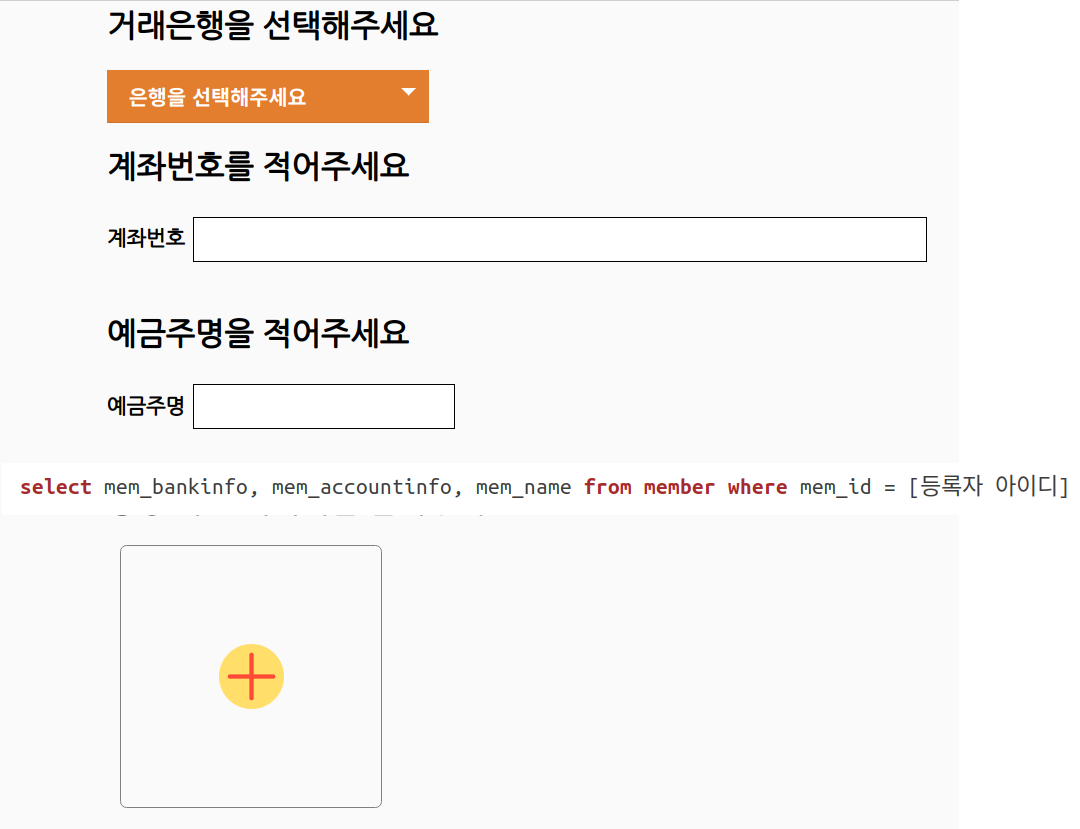 거래은행을 선택해주세요
은행을 선택해주세요
계좌번호를 적어주세요
계좌번호
예금주명을 적어주세요
예금주명
select mem_bankinfo, mem_accountinfo, mem_name from member where mem_id = [등록자 아이디]